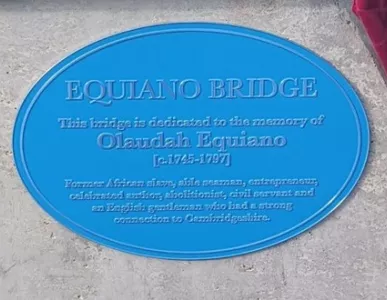 EQUIANO BRIDGE
This bridge is dedicated to the memory of
Olaudah Equiano
[c.1745-1797]
Former African slave, able seaman, entrepreneur,
celebrated author, abolitionist, civil servant and
an English gentleman who had a strong
connection to Cambridgeshire.